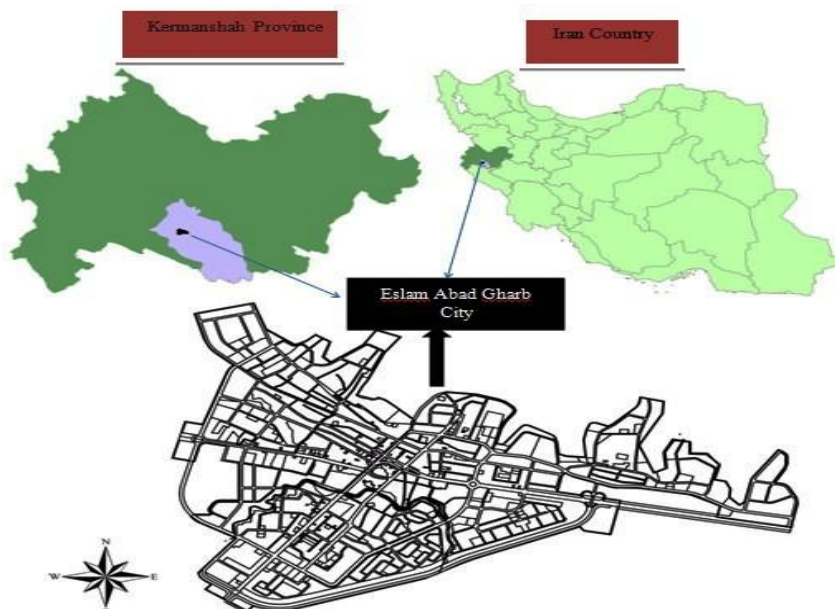 Kermanshah Province
Iran Country
Eslam Abad Gharb
City
N
W
E